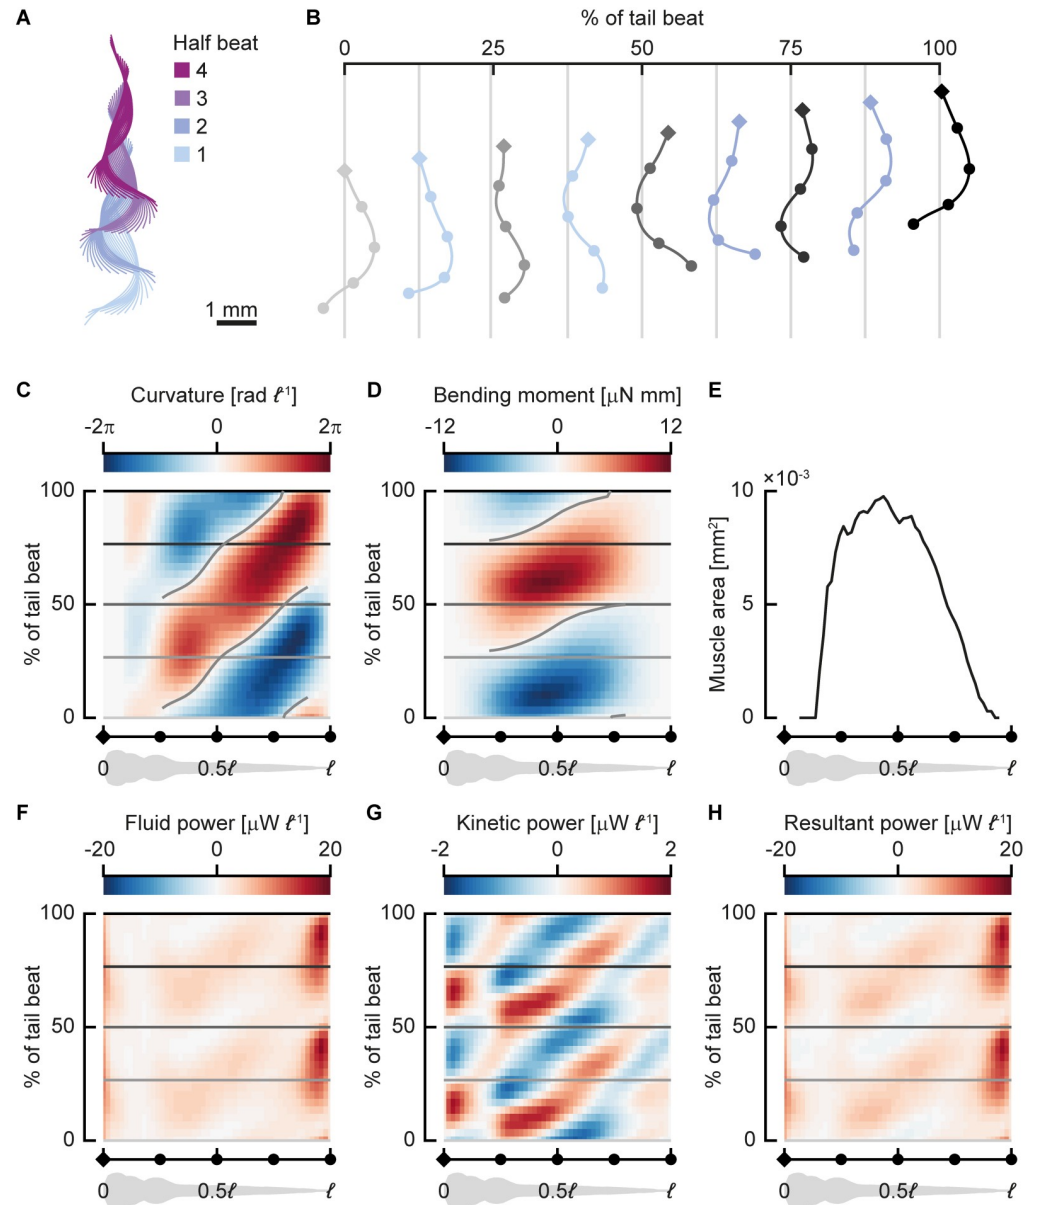 A
Half beat
4
3
2
1
1 mm
B
% of tail beat
0 25 50 75 100
C
Curvature [rad ℓ⁻¹]
-2π 0 2π
% of tail beat
100
50
0
0 0.5ℓ ℓ
D
Bending moment [μN mm]
-12 0 12
% of tail beat
100
50
0
0 0.5ℓ ℓ
E
×10⁻³
Muscle area [mm²]
10
5
0
0 0.5ℓ ℓ
F
Fluid power [μW ℓ⁻¹]
-20 0 20
% of tail beat
100
50
0
0 0.5ℓ ℓ
G
Kinetic power [μW ℓ⁻¹]
-2 0 2
% of tail beat
100
50
0
0 0.5ℓ ℓ
H
Resultant power [μW ℓ⁻¹]
-20 0 20
% of tail beat
100
50
0
0 0.5ℓ ℓ